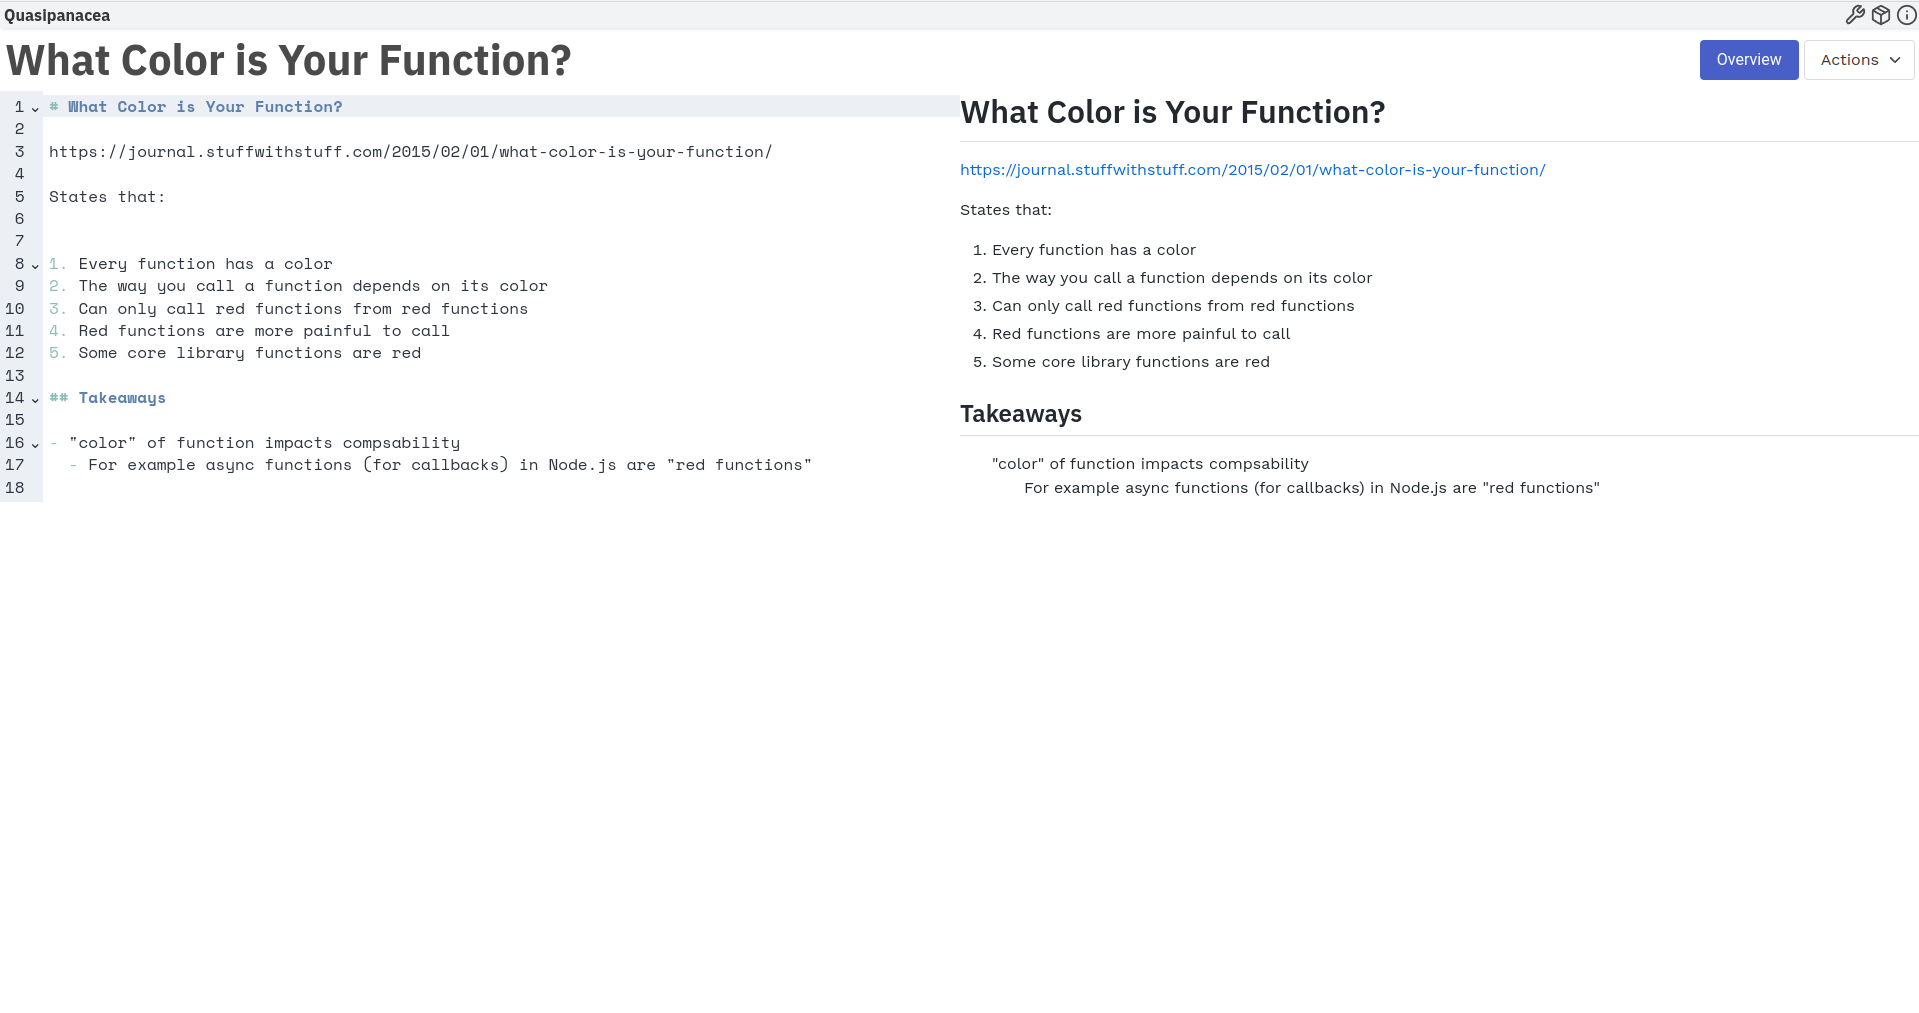 Quasipanacea
What Color is Your Function?
Overview
Actions
1 # What Color is Your Function?
2
3 https://journal.stuffwithstuff.com/2015/02/01/what-color-is-your-function/
4
5 States that:
6
7
8 1. Every function has a color
9 2. The way you call a function depends on its color
10 3. Can only call red functions from red functions
11 4. Red functions are more painful to call
12 5. Some core library functions are red
13
14 ## Takeaways
15
16 - "color" of function impacts compsability
17 - For example async functions (for callbacks) in Node.js are "red functions"
18
What Color is Your Function?
https://journal.stuffwithstuff.com/2015/02/01/what-color-is-your-function/
States that:
1. Every function has a color
2. The way you call a function depends on its color
3. Can only call red functions from red functions
4. Red functions are more painful to call
5. Some core library functions are red
Takeaways
"color" of function impacts compsability
For example async functions (for callbacks) in Node.js are "red functions"